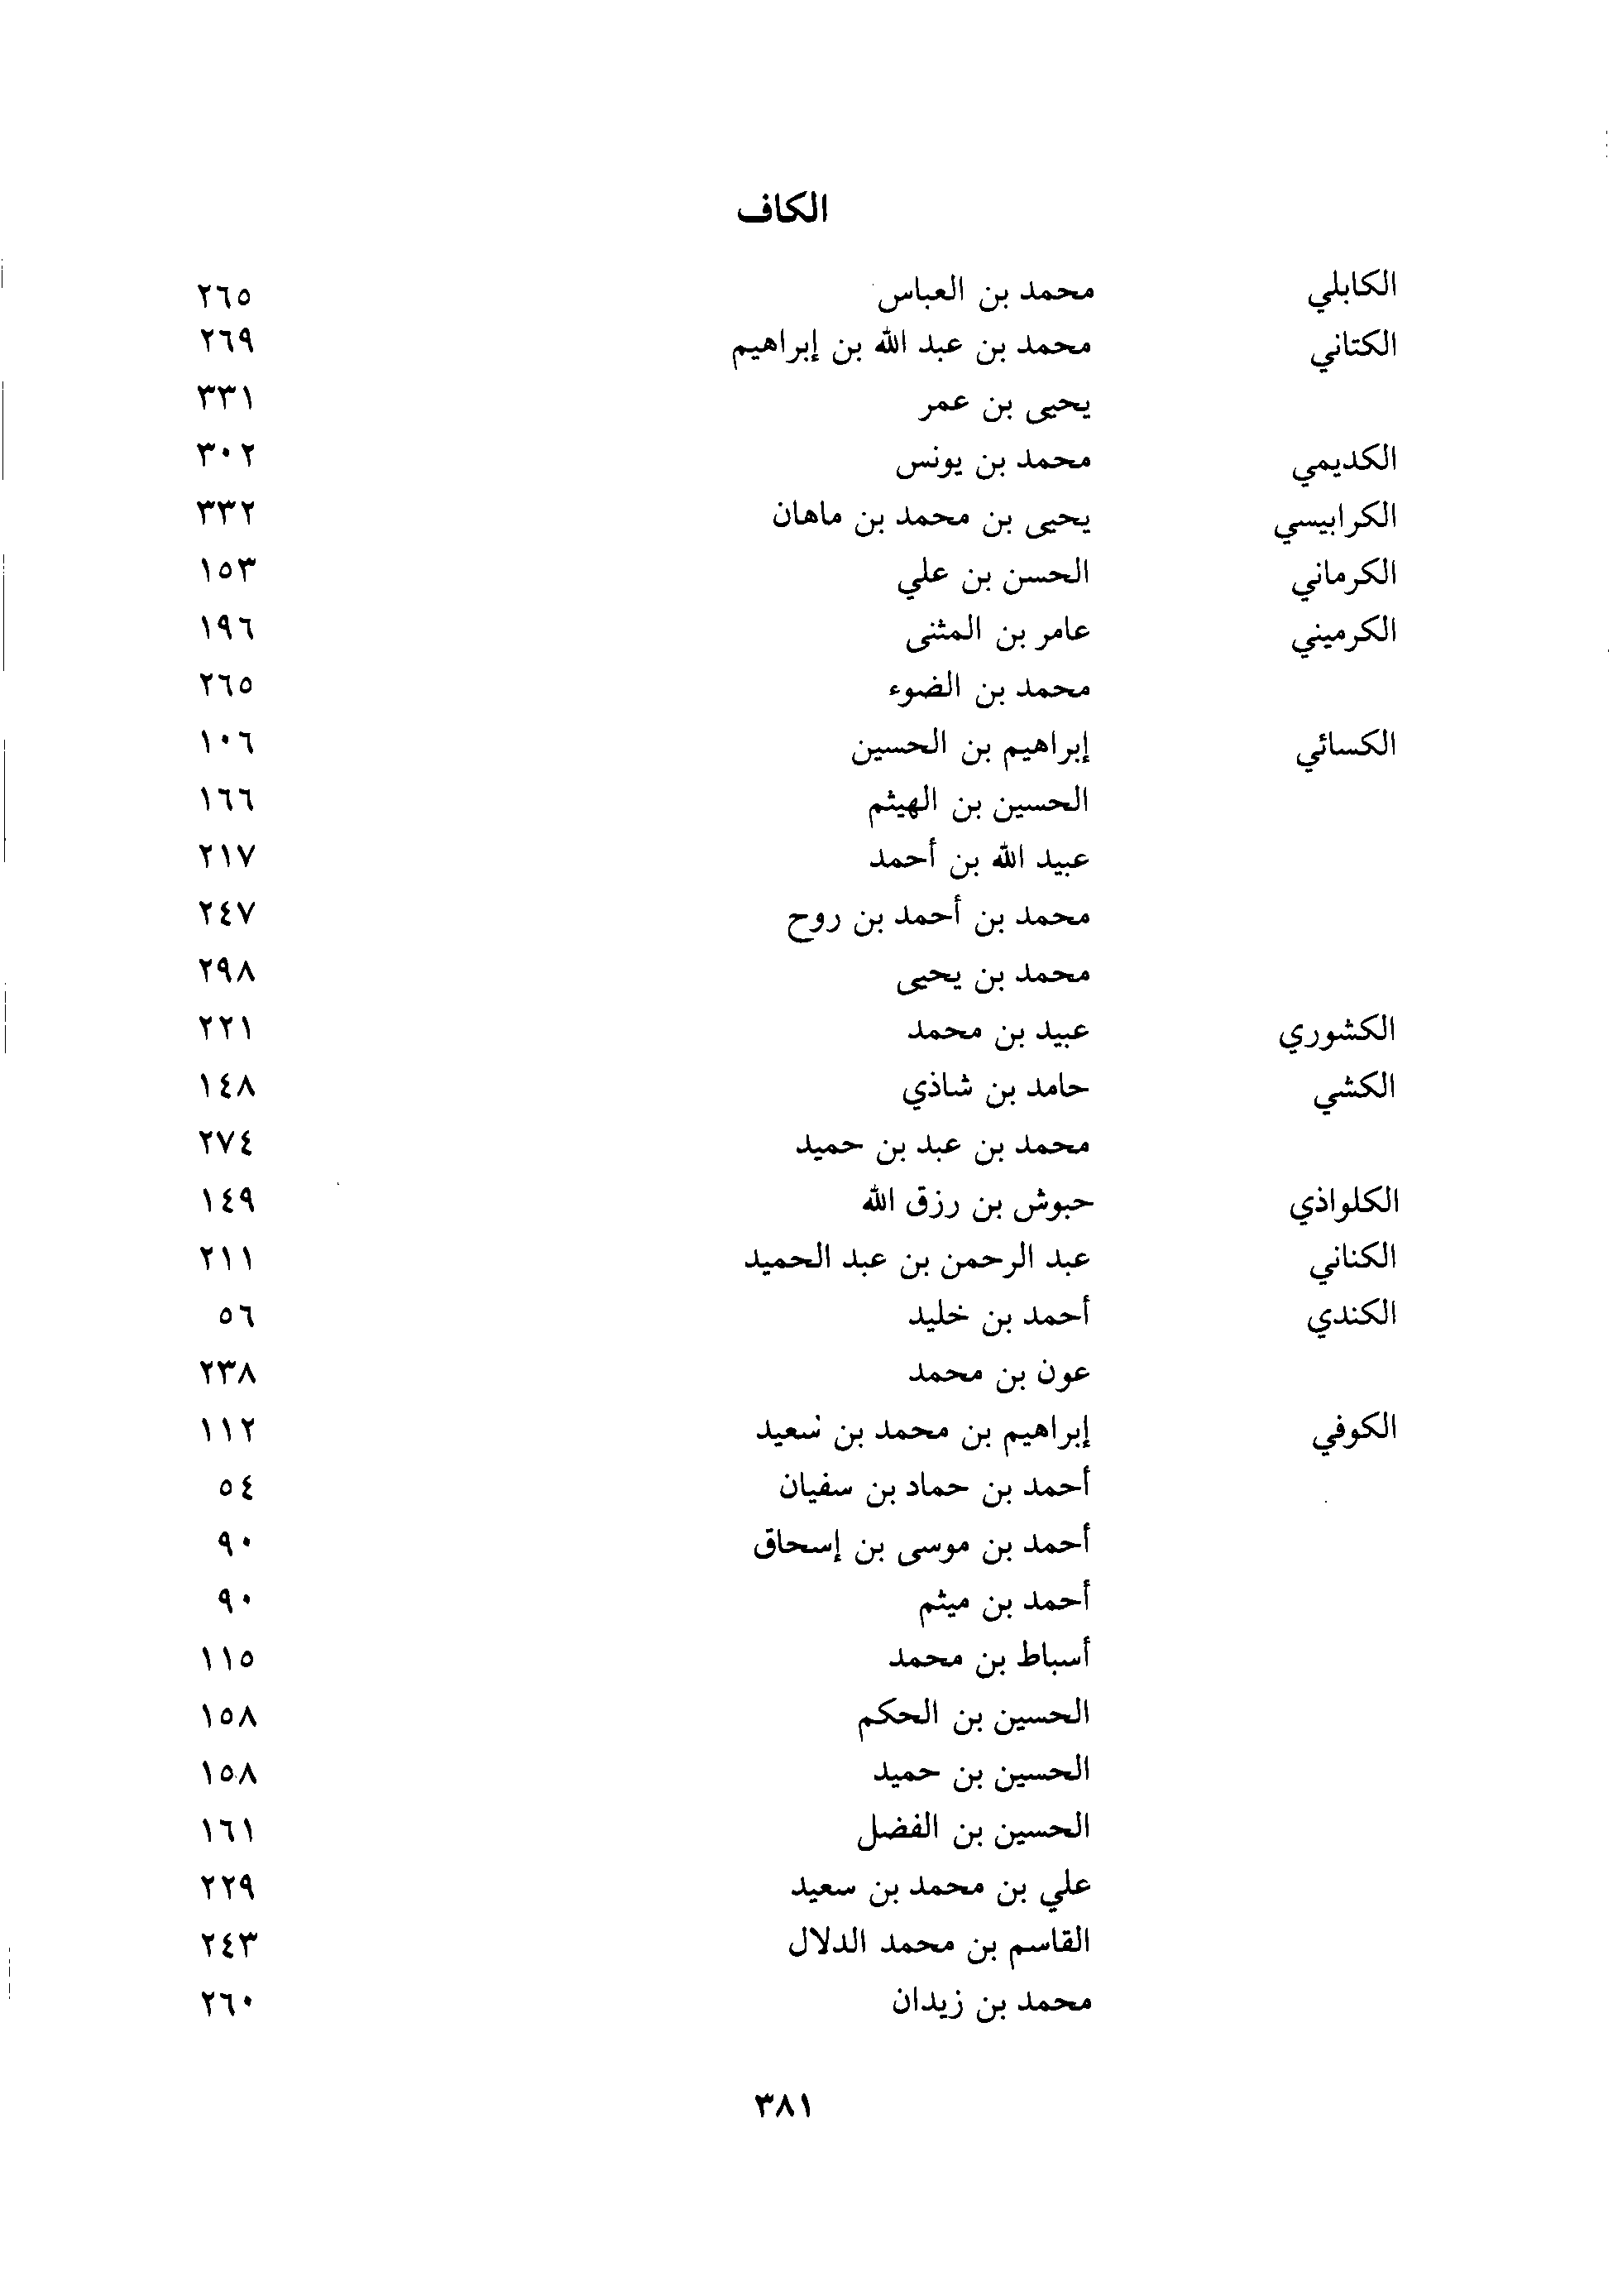 الكاف
الكابلي محمد بن العباس ٢٦٥
الكتاني محمد بن عبد الله بن إبراهيم ٢٦٩
يحيى بن عمر ٣٣١
الكديمي محمد بن يونس ٣٠٢
الكرابيسي يحيى بن محمد بن ماهان ٣٣٢
الكرماني الحسن بن علي ١٥٣
الكرميني عامر بن المثنى ١٩٦
محمد بن الضوء ٢٦٥
الكسائي إبراهيم بن الحسين ١٠٦
الحسين بن الهيثم ١٦٦
عبيد الله بن أحمد ٢١٧
محمد بن أحمد بن روح ٢٤٧
محمد بن يحيى ٢٩٨
الكشوري عبيد بن محمد ٢٢١
الكشي حامد بن شاذي ١٤٨
محمد بن عبد بن حميد ٢٧٤
الكلواذي حبوش بن رزق الله ١٤٩
الكناني عبد الرحمن بن عبد الحميد ٢١١
الكندي أحمد بن خليد ٥٦
عون بن محمد ٢٣٨
الكوفي إبراهيم بن محمد بن سعيد ١١٢
أحمد بن حماد بن سفيان ٥٤
أحمد بن موسى بن إسحاق ٩٠
أحمد بن ميثم ٩٠
أسباط بن محمد ١١٥
الحسين بن الحكم ١٥٨
الحسين بن حميد ١٥٨
الحسين بن الفضل ١٦١
علي بن محمد بن سعيد ٢٢٩
القاسم بن محمد الدلال ٢٤٣
محمد بن زيدان ٢٦٠
٣٨١